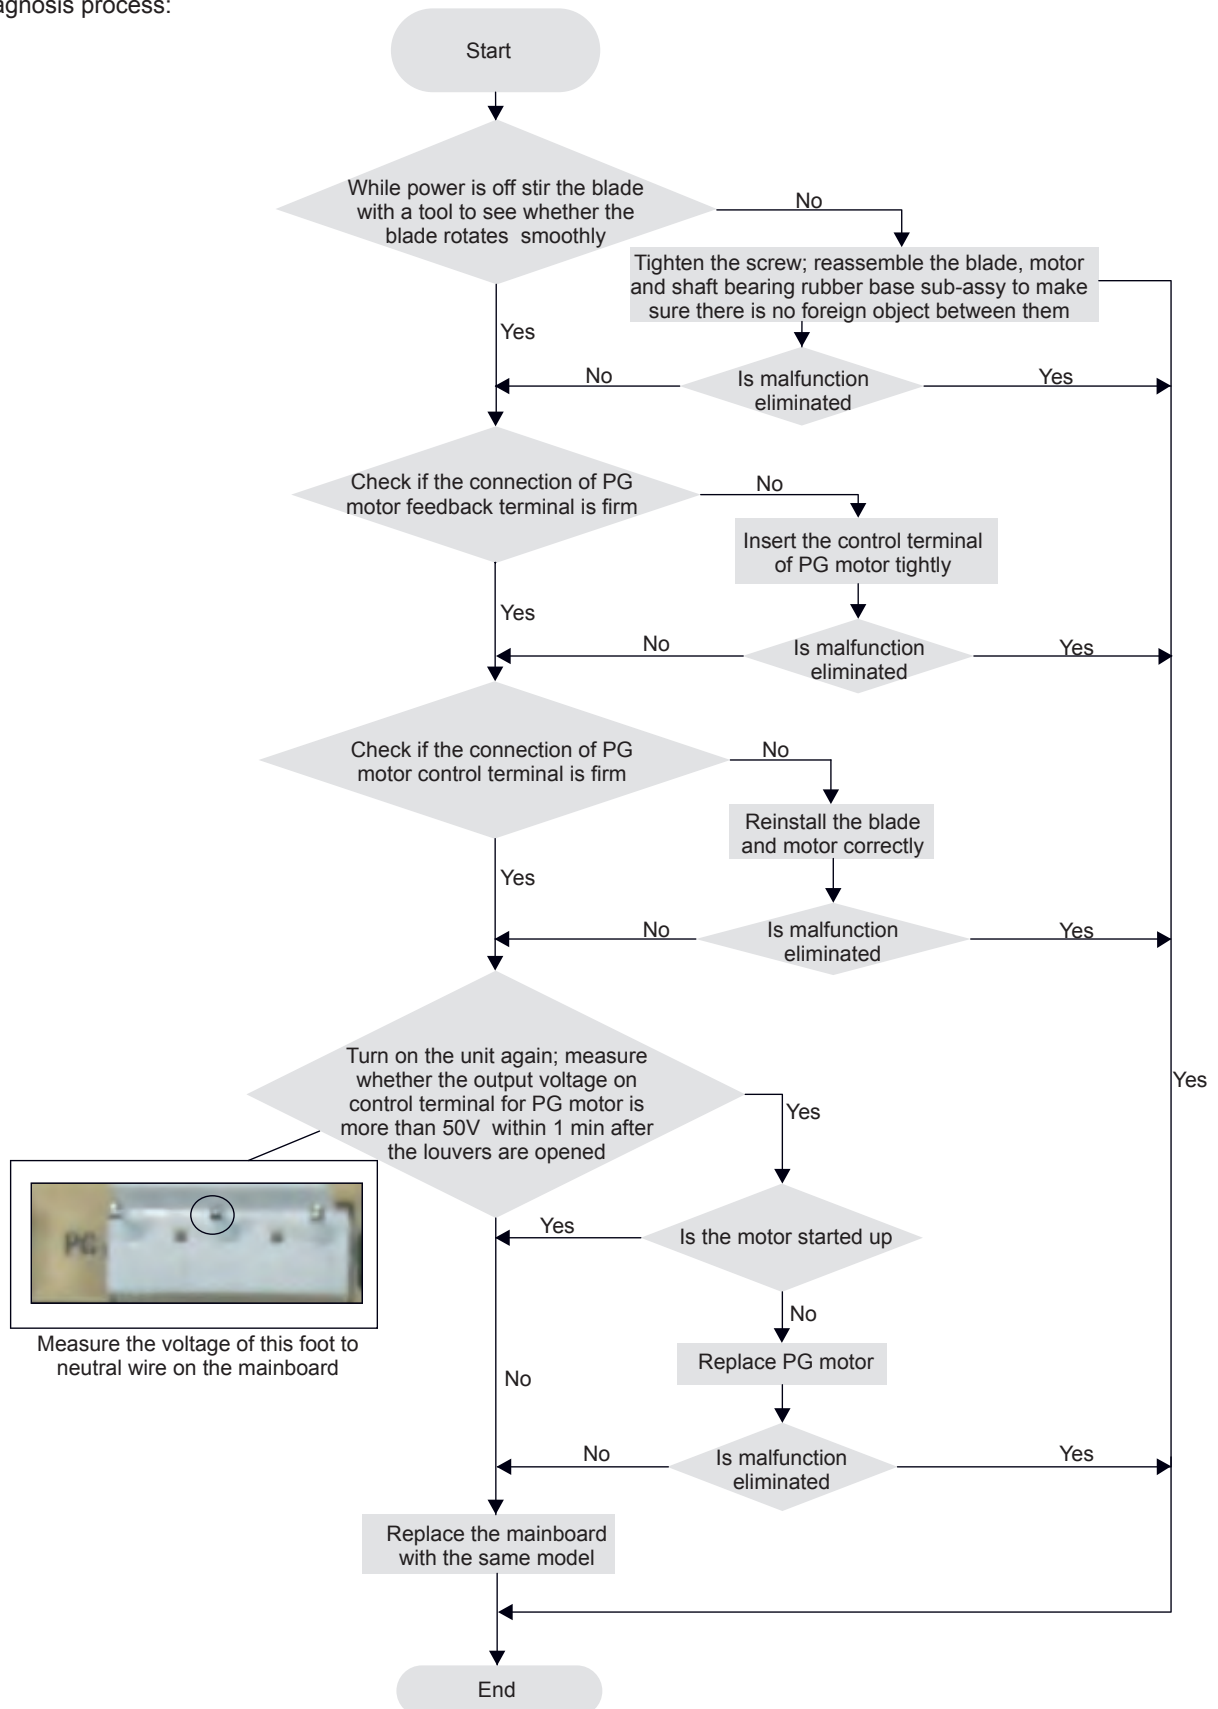 agnosis process:
Start
While power is off stir the blade
with a tool to see whether the
blade rotates smoothly
No
Tighten the screw; reassemble the blade, motor
and shaft bearing rubber base sub-assy to make
sure there is no foreign object between them
Yes
No
Is malfunction
eliminated
Yes
Check if the connection of PG
motor feedback terminal is firm
No
Insert the control terminal
of PG motor tightly
Yes
No
Is malfunction
eliminated
Yes
Check if the connection of PG
motor control terminal is firm
No
Reinstall the blade
and motor correctly
Yes
No
Is malfunction
eliminated
Yes
Turn on the unit again; measure
whether the output voltage on
control terminal for PG motor is
more than 50V within 1 min after
the louvers are opened
Yes
Yes
PG
Measure the voltage of this foot to
neutral wire on the mainboard
Yes
Is the motor started up
No
Replace PG motor
No
No
Is malfunction
eliminated
Yes
Replace the mainboard
with the same model
End